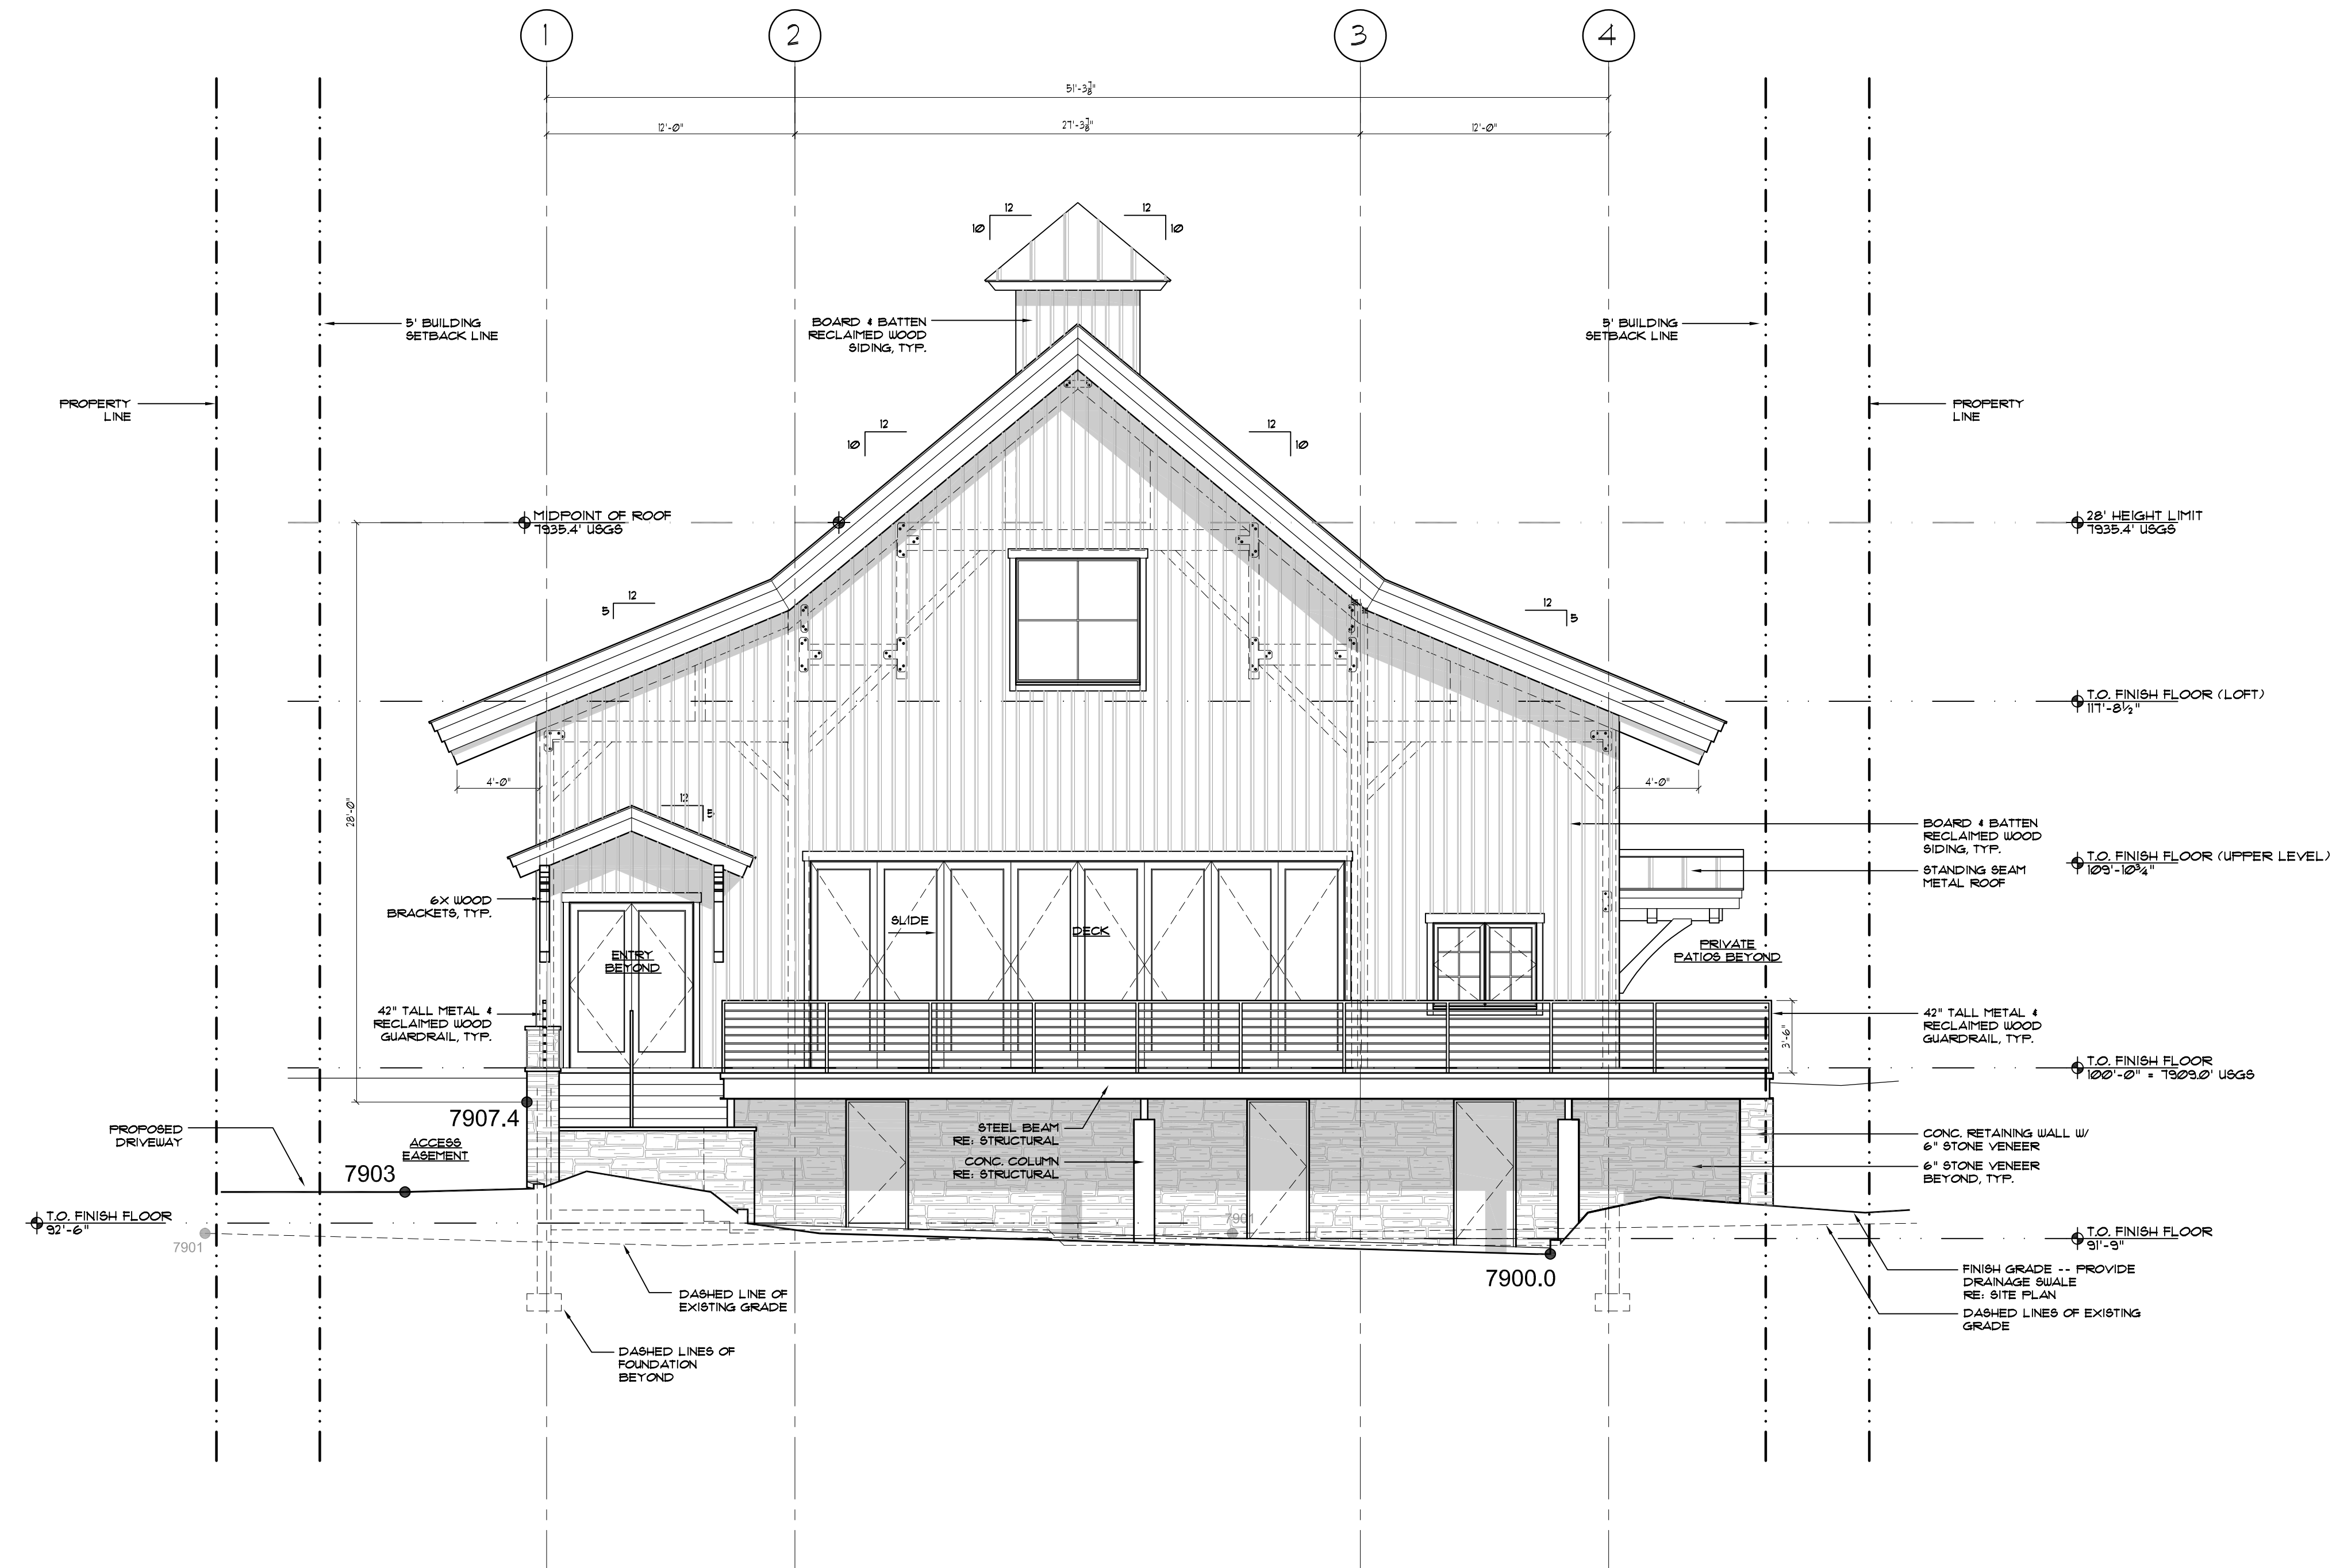 1
2
3
4
51'-3⅞"
12'-0"
27'-3⅞"
12'-0"
12
10
12
10
5' BUILDING
SETBACK LINE
BOARD & BATTEN
RECLAIMED WOOD
SIDING, TYP.
5' BUILDING
SETBACK LINE
PROPERTY
LINE
PROPERTY
LINE
12
10
12
10
MIDPOINT OF ROOF
7935.4' USGS
28' HEIGHT LIMIT
7935.4' USGS
12
5
12
5
T.O. FINISH FLOOR (LOFT)
117'-8½"
4'-0"
4'-0"
28'-0"
12
5
BOARD & BATTEN
RECLAIMED WOOD
SIDING, TYP.
T.O. FINISH FLOOR (UPPER LEVEL)
109'-10¾"
STANDING SEAM
METAL ROOF
6X WOOD
BRACKETS, TYP.
SLIDE
DECK
ENTRY
BEYOND
PRIVATE
PATIOS BEYOND
42" TALL METAL &
RECLAIMED WOOD
GUARDRAIL, TYP.
42" TALL METAL &
RECLAIMED WOOD
GUARDRAIL, TYP.
3'-6"
T.O. FINISH FLOOR
100'-0" = 7909.0' USGS
7907.4
PROPOSED
DRIVEWAY
ACCESS
EASEMENT
STEEL BEAM
RE: STRUCTURAL
CONC. COLUMN
RE: STRUCTURAL
CONC. RETAINING WALL W/
6" STONE VENEER
6" STONE VENEER
BEYOND, TYP.
7903
T.O. FINISH FLOOR
92'-6"
7901
7901
T.O. FINISH FLOOR
91'-9"
7900.0
FINISH GRADE -- PROVIDE
DRAINAGE SWALE
RE: SITE PLAN
DASHED LINE OF
EXISTING GRADE
DASHED LINES OF EXISTING
GRADE
DASHED LINES OF
FOUNDATION
BEYOND